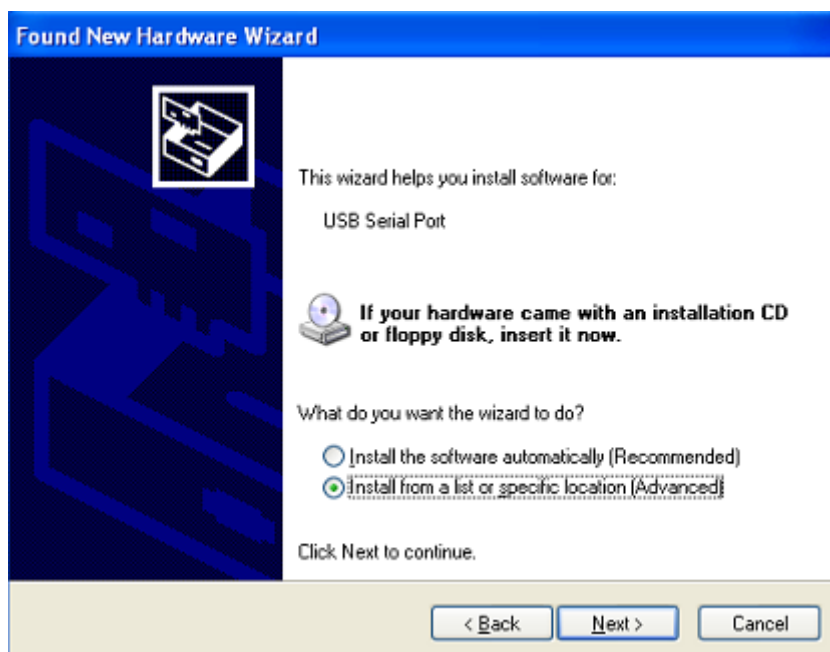 Found New Hardware Wizard
This wizard helps you install software for:
USB Serial Port
If your hardware came with an installation CD
or floppy disk, insert it now.
What do you want the wizard to do?
Install the software automatically (Recommended)
Install from a list or specific location (Advanced)
Click Next to continue.
< Back
Next >
Cancel